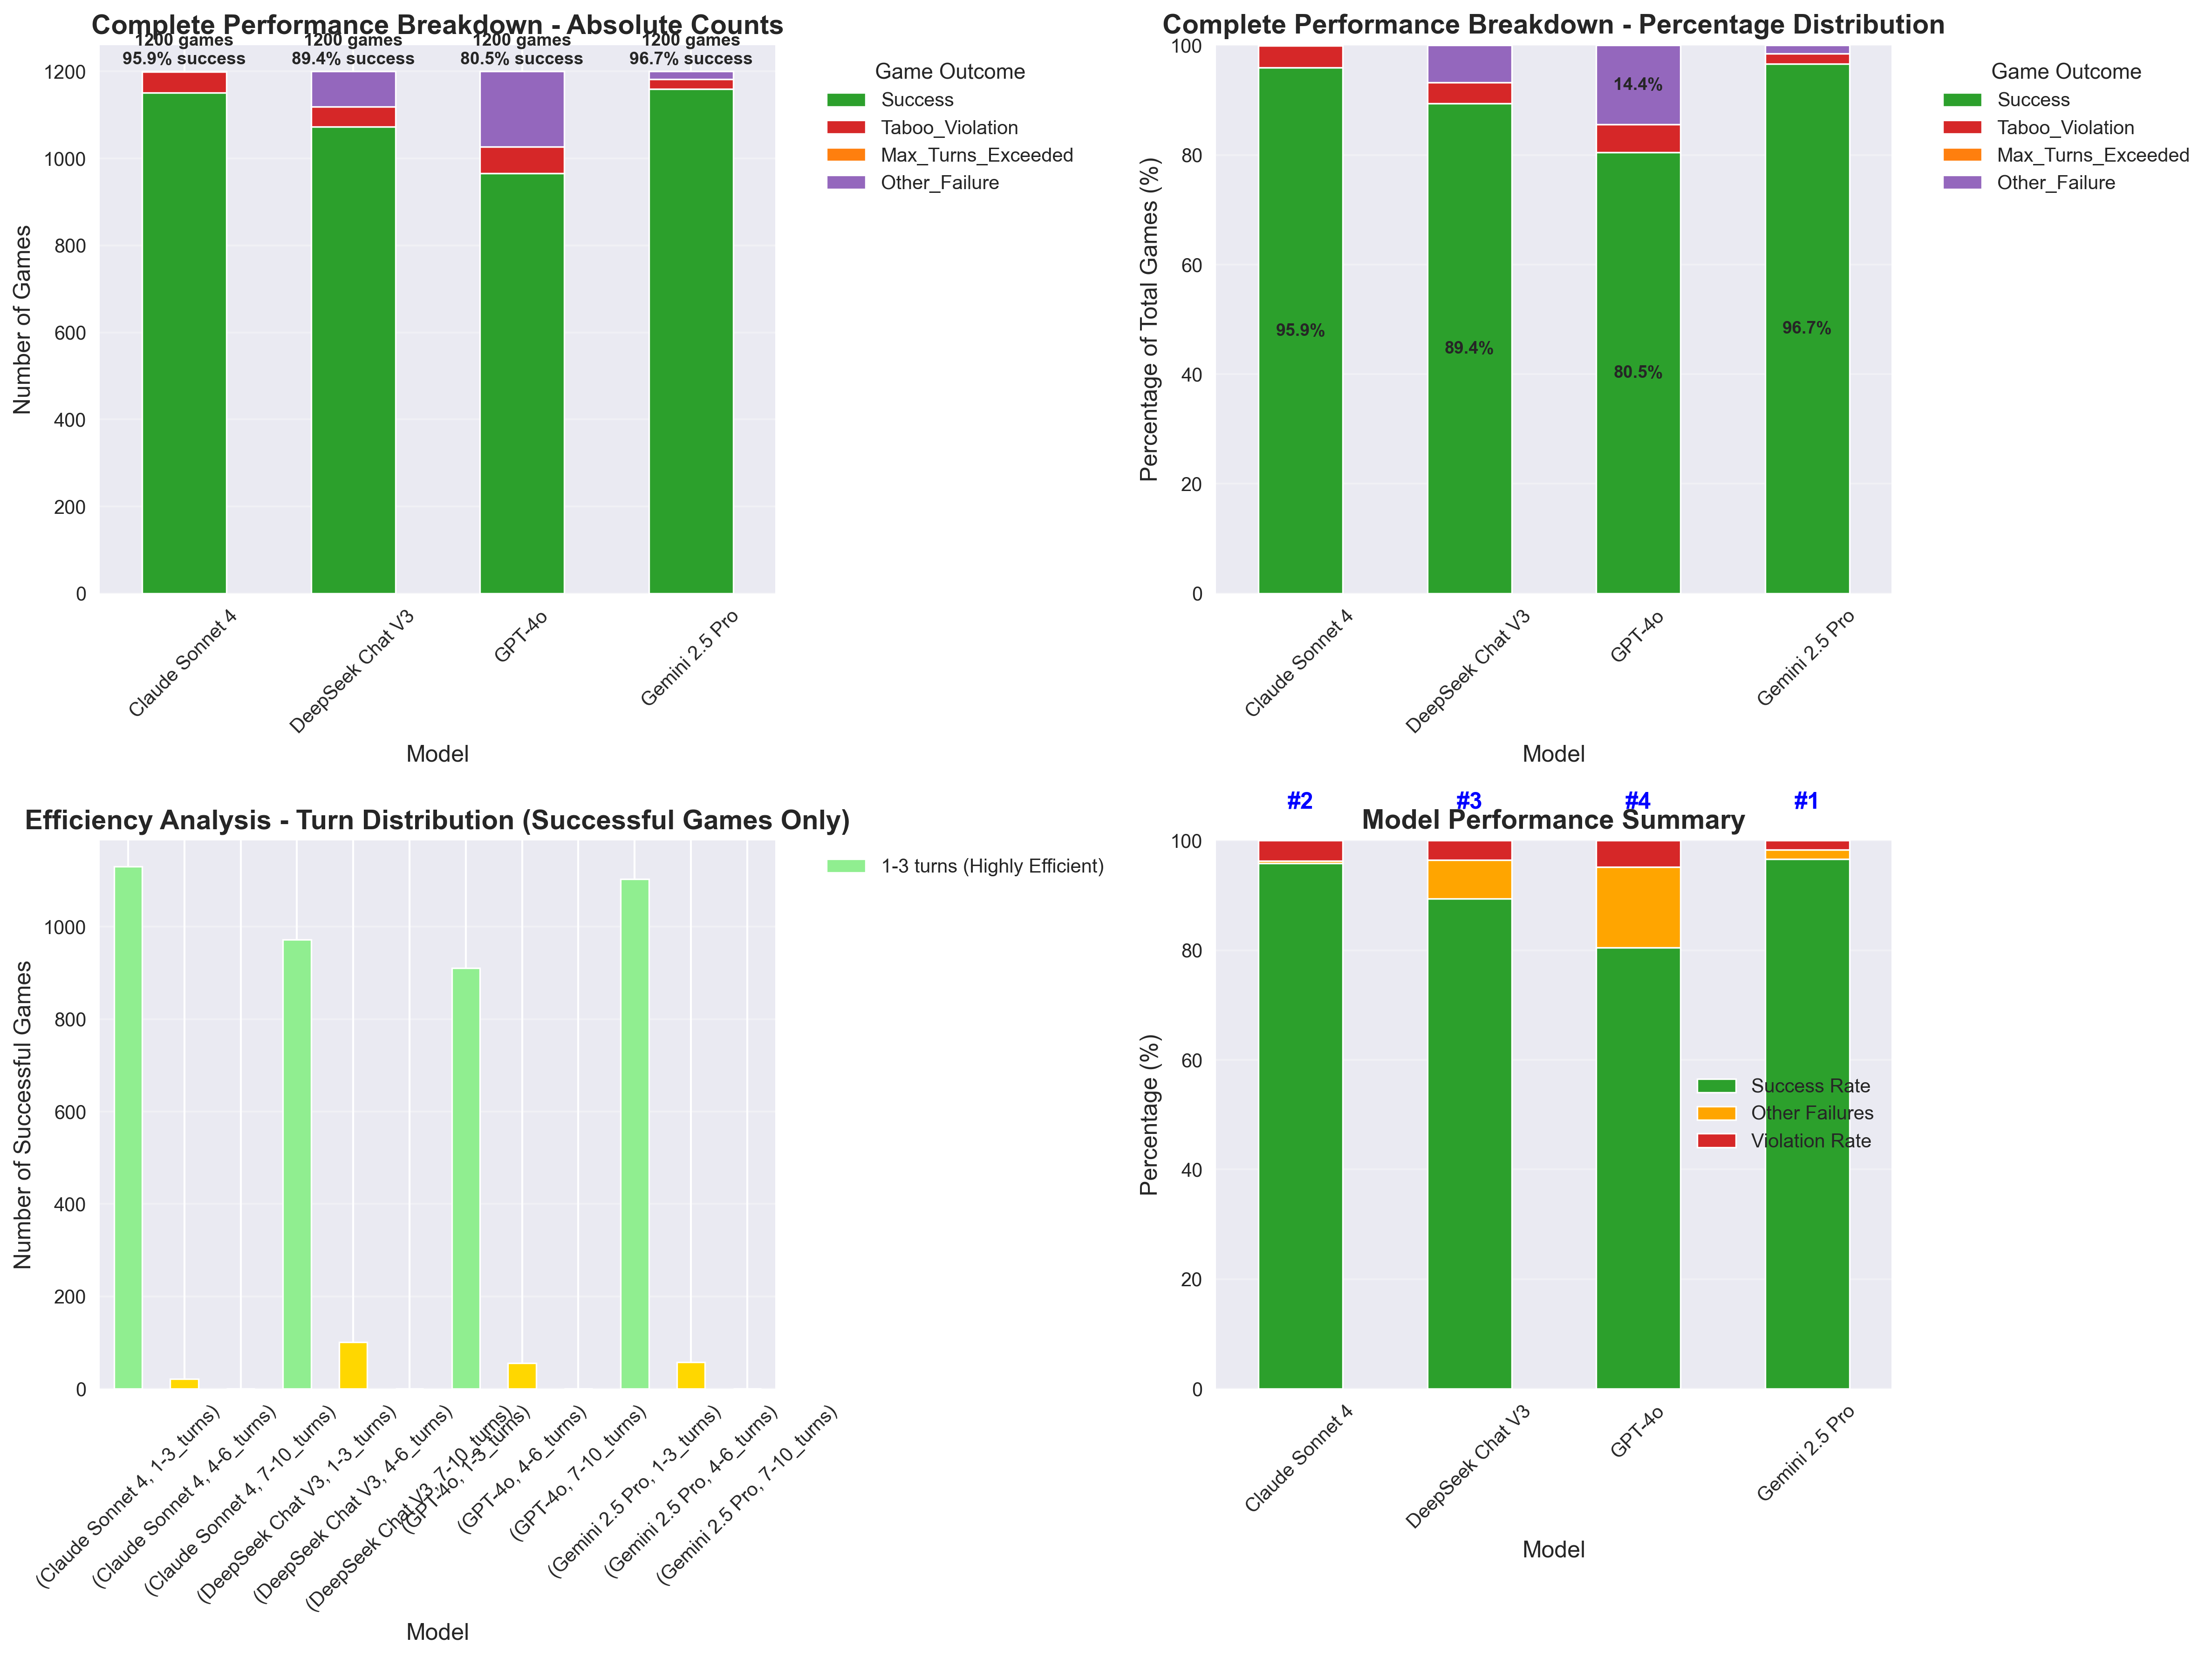 Complete Performance Breakdown - Absolute Counts
1200 games
95.9% success
1200 games
89.4% success
1200 games
80.5% success
1200 games
96.7% success
Number of Games
1200
1000
800
600
400
200
0
Claude Sonnet 4
DeepSeek Chat V3
GPT-4o
Gemini 2.5 Pro
Model
Game Outcome
Success
Taboo_Violation
Max_Turns_Exceeded
Other_Failure
Complete Performance Breakdown - Percentage Distribution
Percentage of Total Games (%)
100
80
60
40
20
0
95.9%
89.4%
14.4%
80.5%
96.7%
Claude Sonnet 4
DeepSeek Chat V3
GPT-4o
Gemini 2.5 Pro
Model
Game Outcome
Success
Taboo_Violation
Max_Turns_Exceeded
Other_Failure
Efficiency Analysis - Turn Distribution (Successful Games Only)
Number of Successful Games
1000
800
600
400
200
0
(Claude Sonnet 4, 1-3_turns)
(Claude Sonnet 4, 4-6_turns)
(Claude Sonnet 4, 7-10_turns)
(DeepSeek Chat V3, 1-3_turns)
(DeepSeek Chat V3, 4-6_turns)
(DeepSeek Chat V3, 7-10_turns)
(GPT-4o, 1-3_turns)
(GPT-4o, 4-6_turns)
(GPT-4o, 7-10_turns)
(Gemini 2.5 Pro, 1-3_turns)
(Gemini 2.5 Pro, 4-6_turns)
(Gemini 2.5 Pro, 7-10_turns)
Model
1-3 turns (Highly Efficient)
#2
#3
#4
#1
Model Performance Summary
Percentage (%)
100
80
60
40
20
0
Success Rate
Other Failures
Violation Rate
Claude Sonnet 4
DeepSeek Chat V3
GPT-4o
Gemini 2.5 Pro
Model